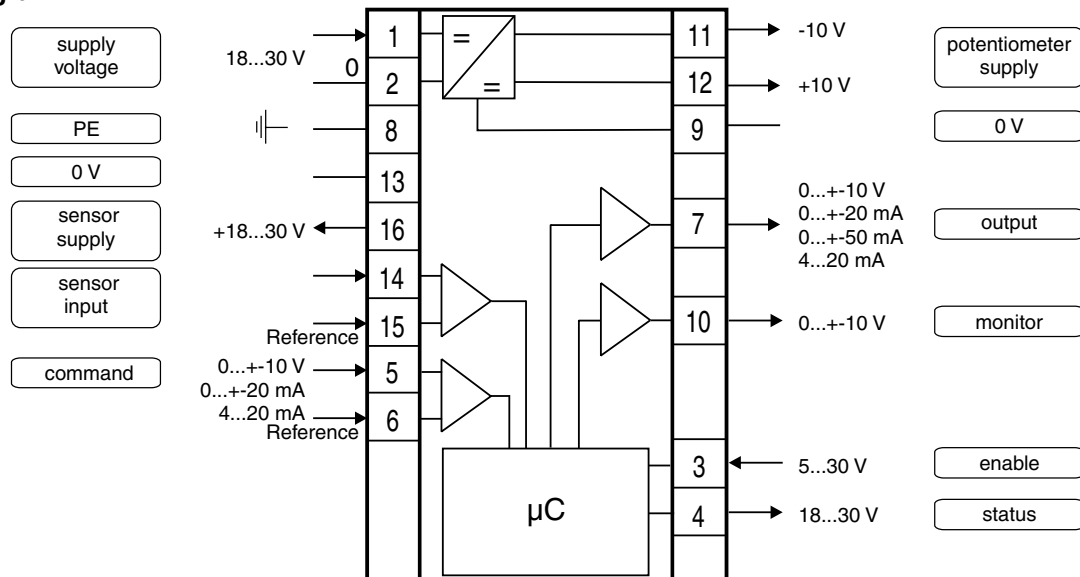 supply
voltage
18...30 V
0
PE
0 V
sensor
supply
+18...30 V
sensor
input
Reference
command
0...+-10 V
0...+-20 mA
4...20 mA
Reference
1
2
8
13
16
14
15
5
6
=
=
µC
11
12
9
7
10
3
4
-10 V
+10 V
potentiometer
supply
0 V
0...+-10 V
0...+-20 mA
0...+-50 mA
4...20 mA
output
0...+-10 V
monitor
5...30 V
enable
18...30 V
status